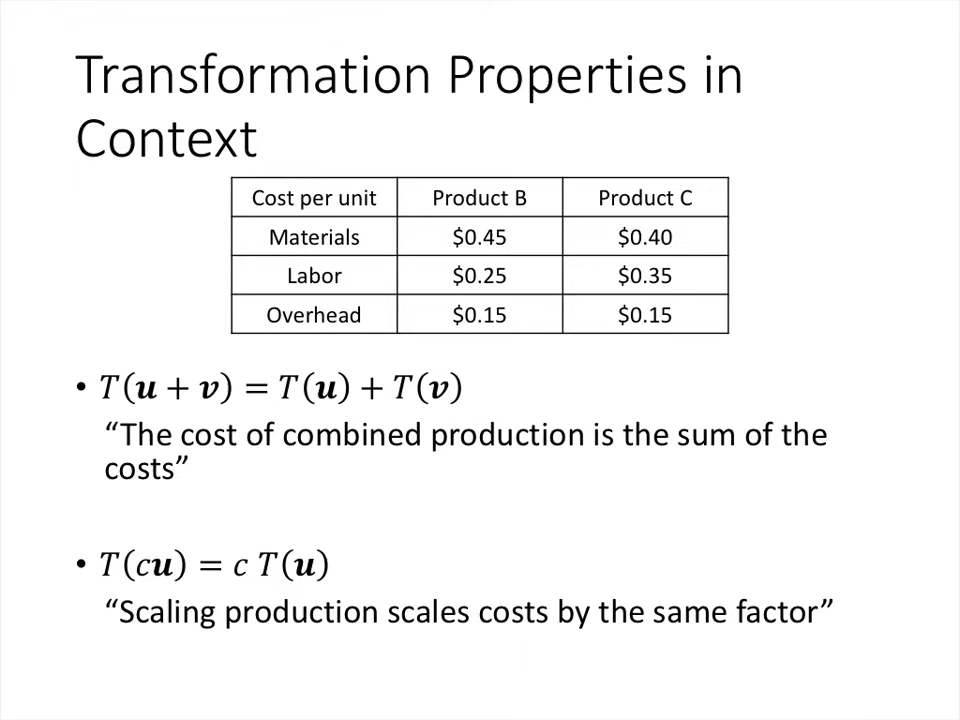 Transformation Properties in
Context
Cost per unit Product B Product C
Materials $0.45 $0.40
Labor $0.25 $0.35
Overhead $0.15 $0.15
• T(u + v) = T(u) + T(v)
“The cost of combined production is the sum of the
costs”
• T(cu) = c T(u)
“Scaling production scales costs by the same factor”